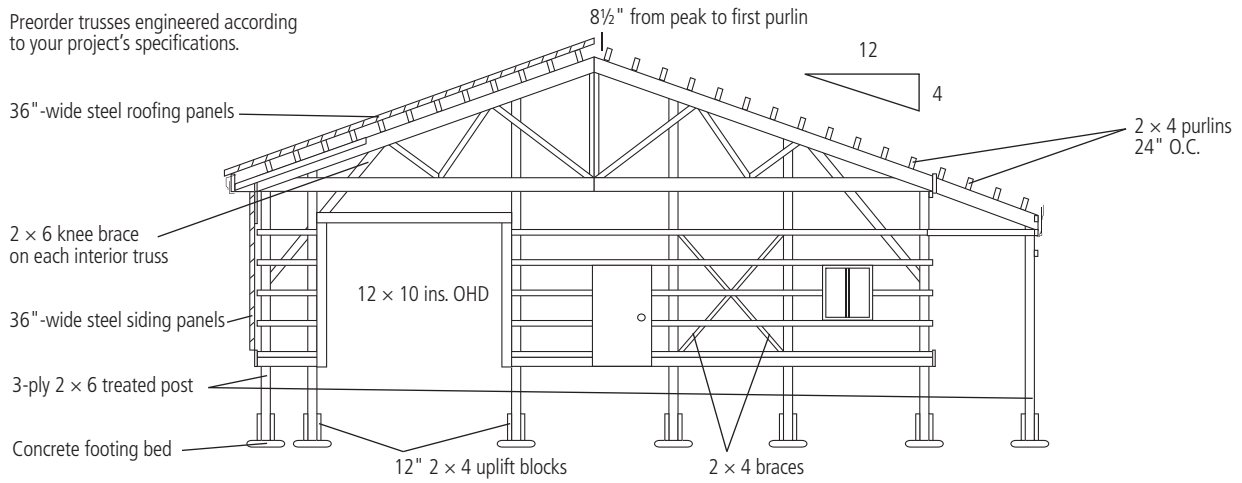 Preorder trusses engineered according
to your project’s specifications.
8½" from peak to first purlin
12
4
36"-wide steel roofing panels
2 × 4 purlins
24" O.C.
2 × 6 knee brace
on each interior truss
12 × 10 ins. OHD
36"-wide steel siding panels
3-ply 2 × 6 treated post
Concrete footing bed
12" 2 × 4 uplift blocks
2 × 4 braces